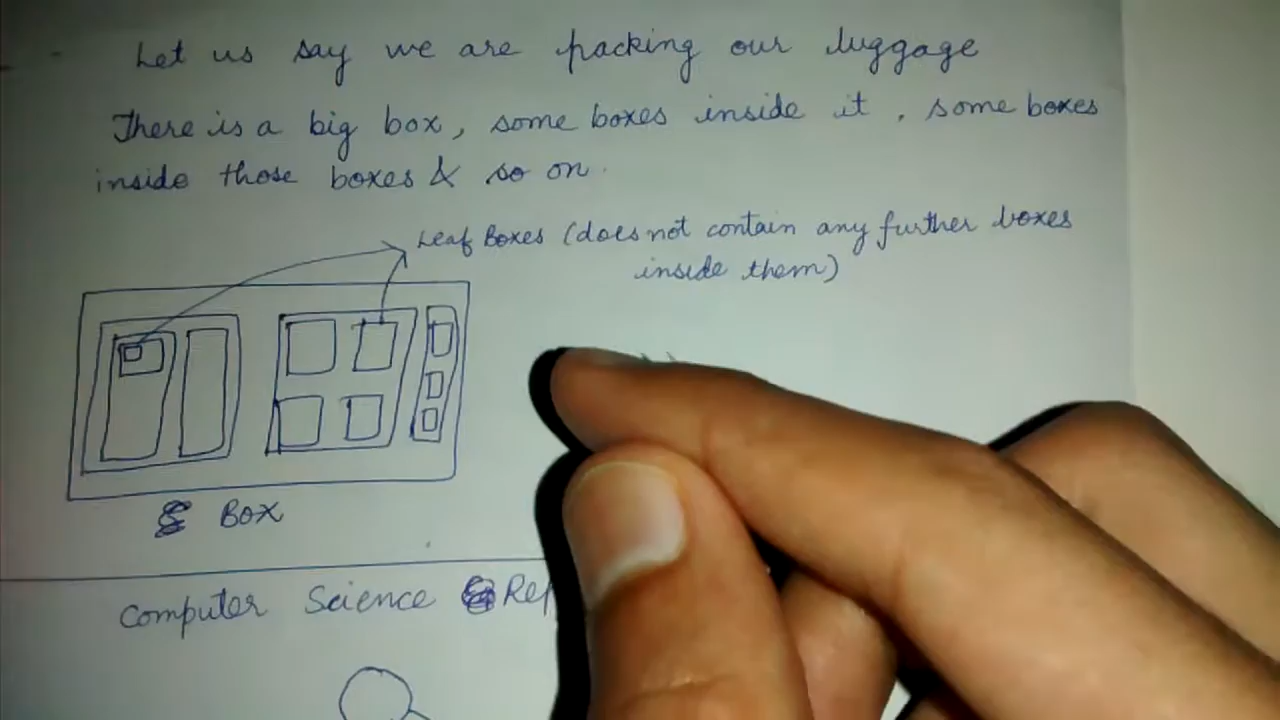 Let us say we are packing our luggage
There is a big box, some boxes inside it, some boxes
inside those boxes & so on.
Leaf Boxes (does not contain any further boxes
inside them)
Box
Computer Science Rep